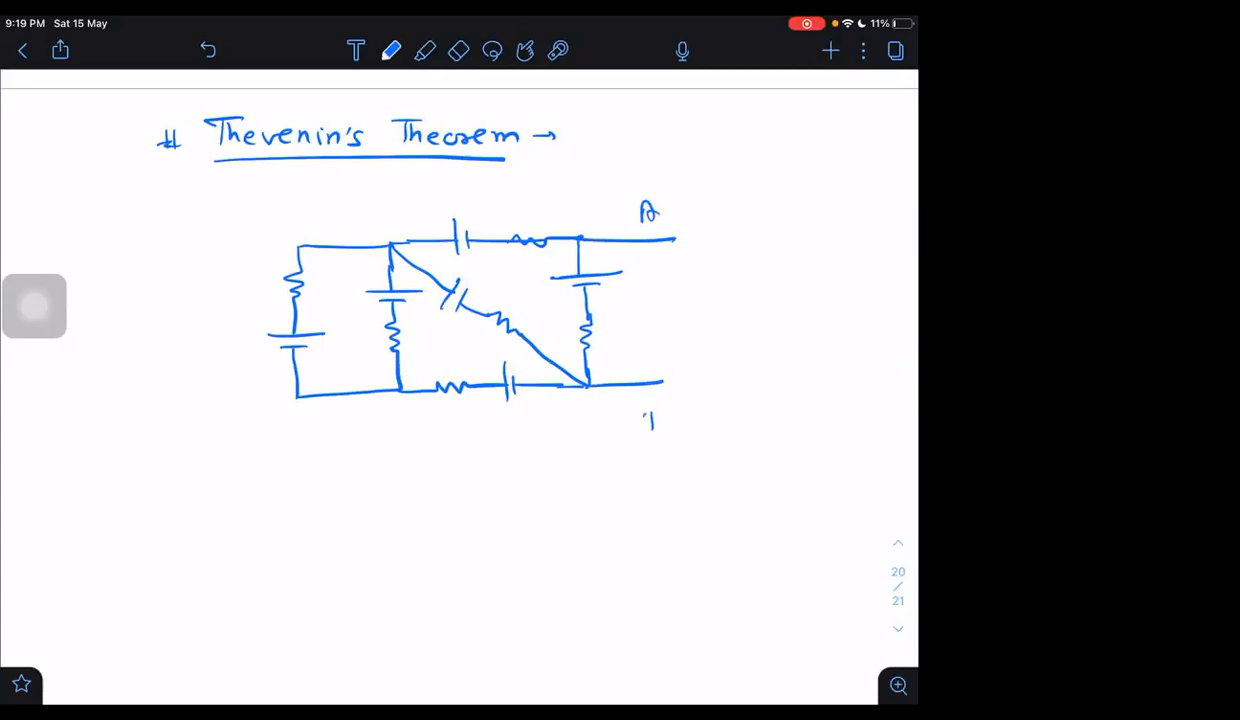 9:19 PM Sat 15 May
11%
T
# Thevenin's Theorem →
A
20
/
21